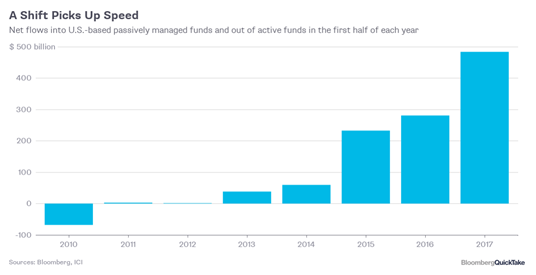 A Shift Picks Up Speed
Net flows into U.S.-based passively managed funds and out of active funds in the first half of each year
$ 500 billion
400
300
200
100
0
-100
2010 2011 2012 2013 2014 2015 2016 2017
Sources: Bloomberg, ICI
BloombergQuickTake